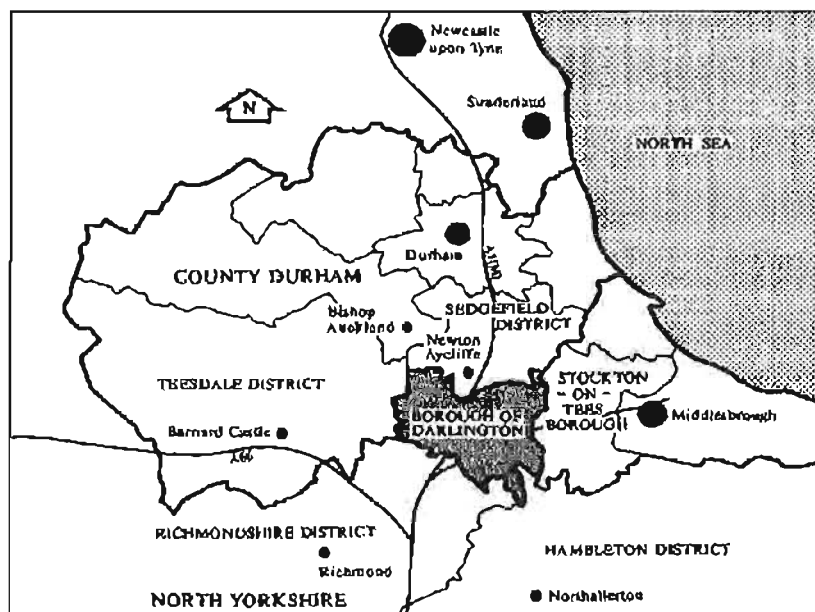 Newcastle
upon Tyne
Sunderland
N
NORTH SEA
Durham
A1(M)
COUNTY DURHAM
Bishop
Auckland
SEDGEFIELD
DISTRICT
Newton
Aycliffe
TEESDALE DISTRICT
STOCKTON
- ON -
TEES
BOROUGH
BOROUGH OF
DARLINGTON
Middlesbrough
Barnard Castle
A66
RICHMONDSHIRE DISTRICT
Richmond
HAMBLETON DISTRICT
NORTH YORKSHIRE
Northallerton